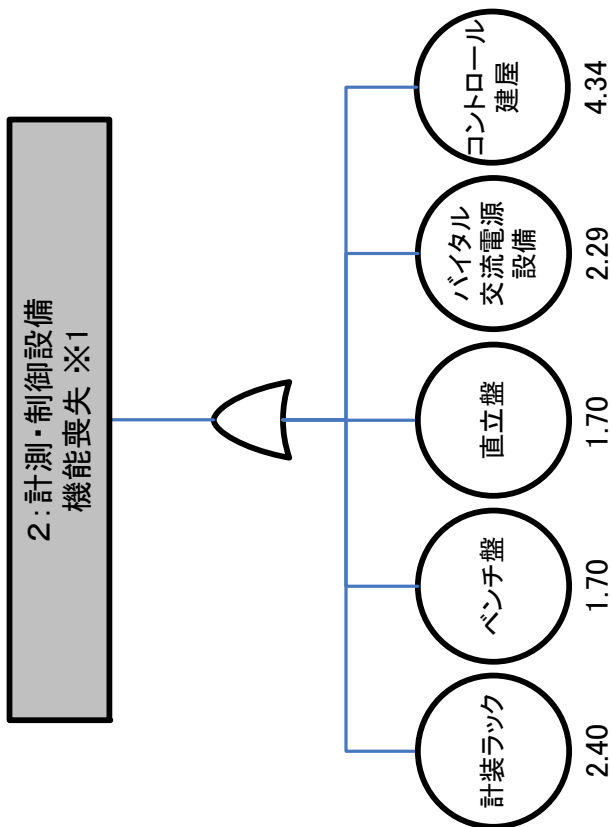 2:計測・制御設備
機能喪失 ※1
計装ラック
ベンチ盤
直立盤
バイタル
交流電源
設備
コントロール
建屋
2.40
1.70
1.70
2.29
4.34